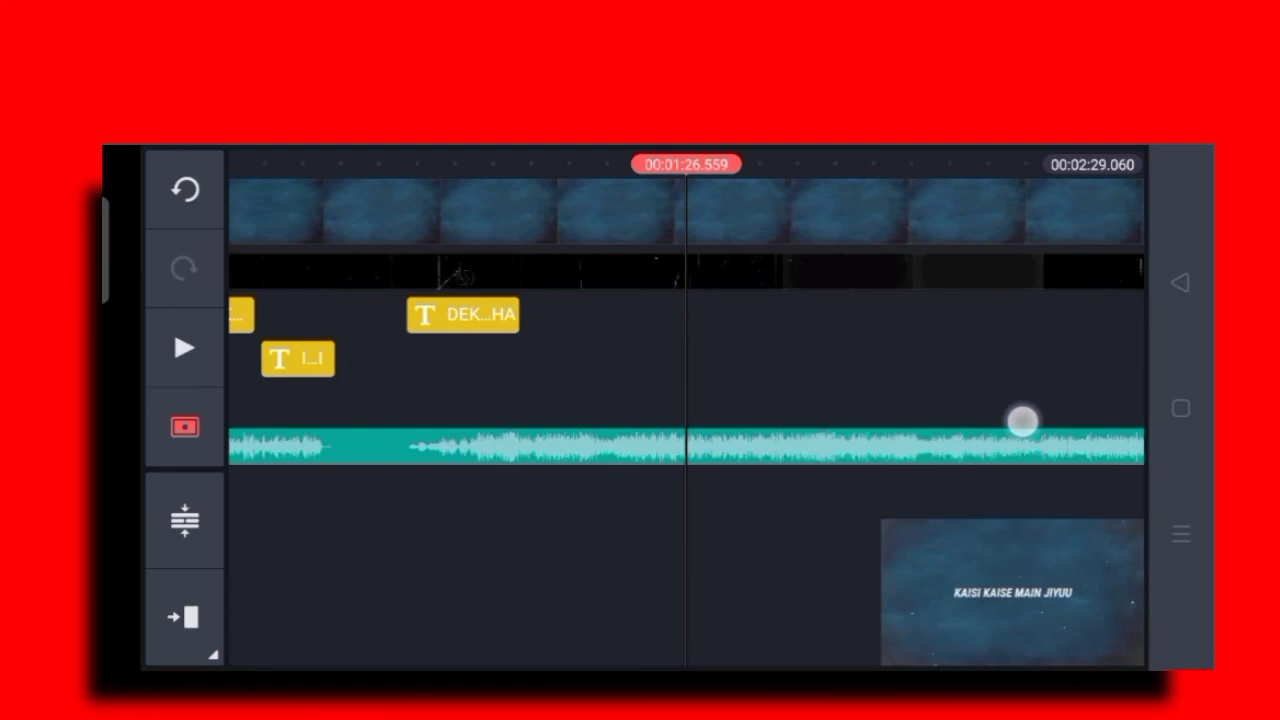 00:01:26.559
00:02:29.060
...
T DEK...HA
T I...I
KAISI KAISE MAIN JIYUU